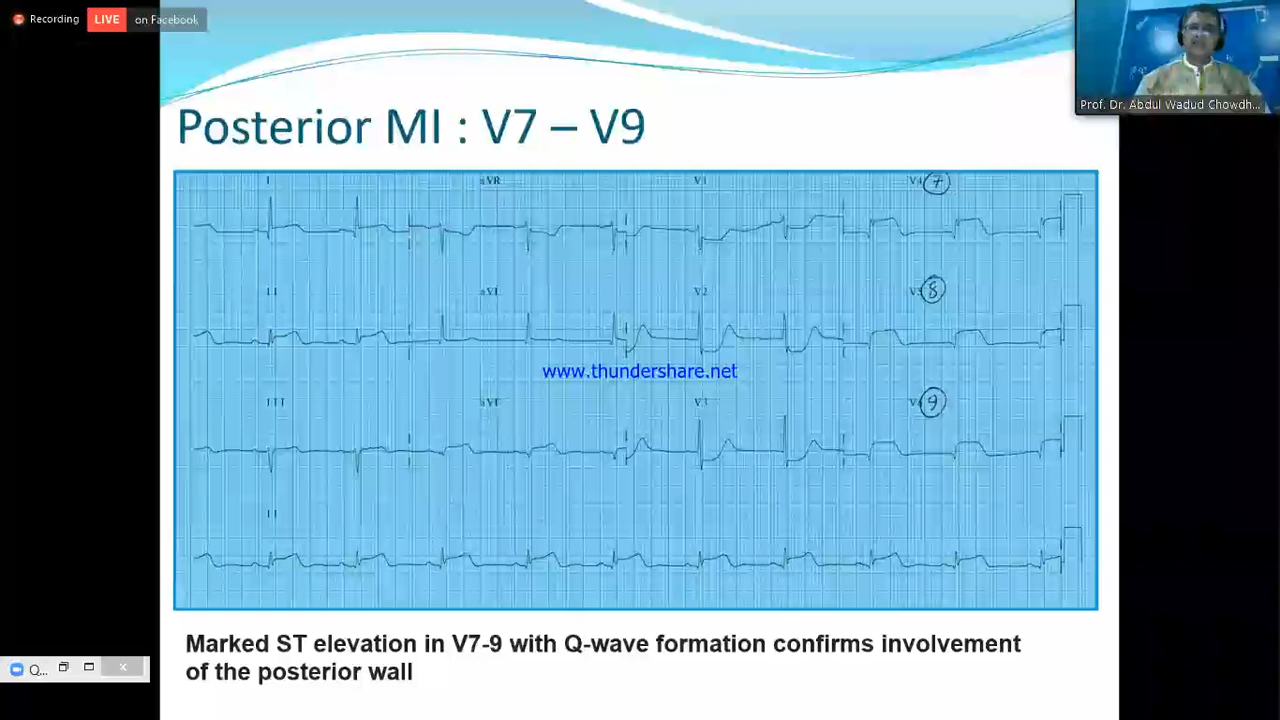 Recording
LIVE on Facebook
Prof. Dr. Abdul Wadud Chowdh...
Posterior MI : V7 – V9
I aVR V1 V4 7
II aVL V2 V5 8
www.thundershare.net
III aVF V3 V6 9
II
Marked ST elevation in V7-9 with Q-wave formation confirms involvement
of the posterior wall
Q...